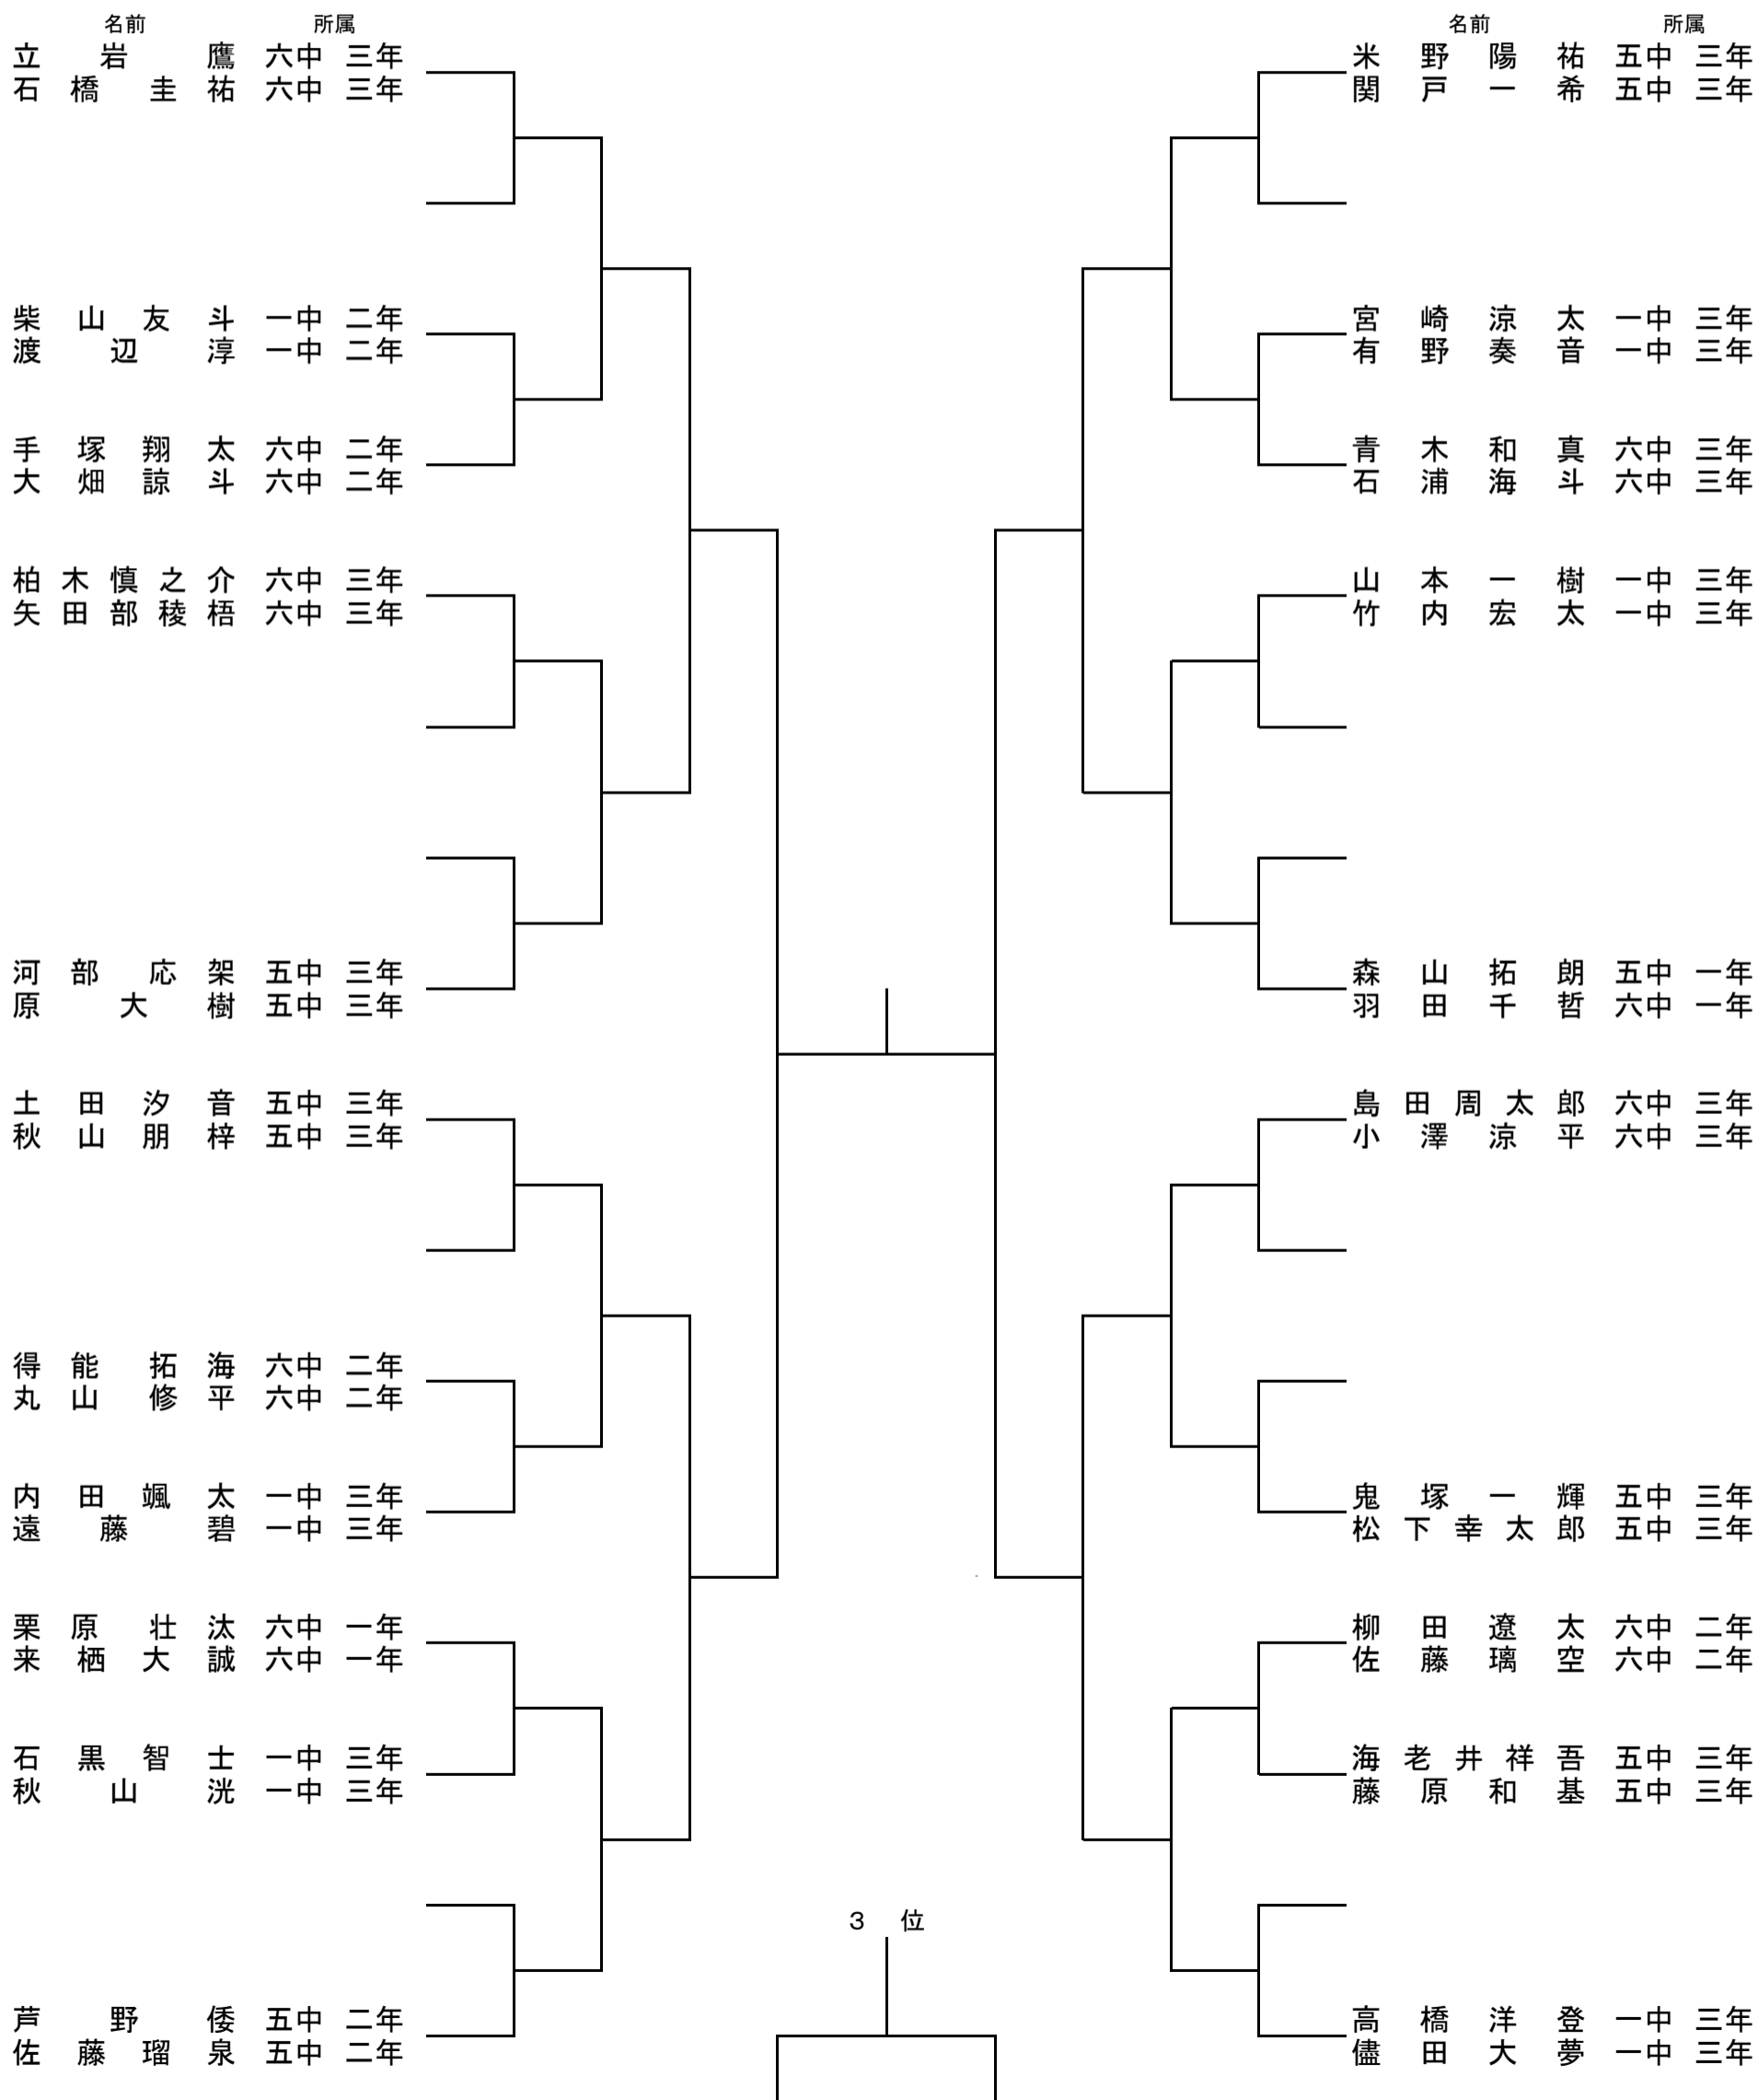 名前 所属
立岩鷹 六中 三年
石橋圭祐 六中 三年
柴山友斗 一中 二年
渡辺淳 一中 二年
手塚翔太 六中 二年
大畑諒斗 六中 二年
柏木慎之介 六中 三年
矢田部稜梧 六中 三年
河部応架 五中 三年
原大樹 五中 三年
土田汐音 五中 三年
秋山朋梓 五中 三年
得能拓海 六中 二年
丸山修平 六中 二年
内田颯太 一中 三年
遠藤碧 一中 三年
栗原壮汰 六中 一年
来栖大誠 六中 一年
石黒智士 一中 三年
秋山洸 一中 三年
芦野倭 五中 二年
佐藤瑠泉 五中 二年
3位
名前 所属
米野陽祐 五中 三年
関戸一希 五中 三年
宮崎涼太 一中 三年
有野奏音 一中 三年
青木和真 六中 三年
石浦海斗 六中 三年
山本一樹 一中 三年
竹内宏太 一中 三年
森山拓朗 五中 一年
羽田千哲 六中 一年
島田周太郎 六中 三年
小澤涼平 六中 三年
鬼塚一輝 五中 三年
松下幸太郎 五中 三年
柳田遼太 六中 二年
佐藤璃空 六中 二年
海老井祥吾 五中 三年
藤原和基 五中 三年
高橋洋登 一中 三年
儘田大夢 一中 三年